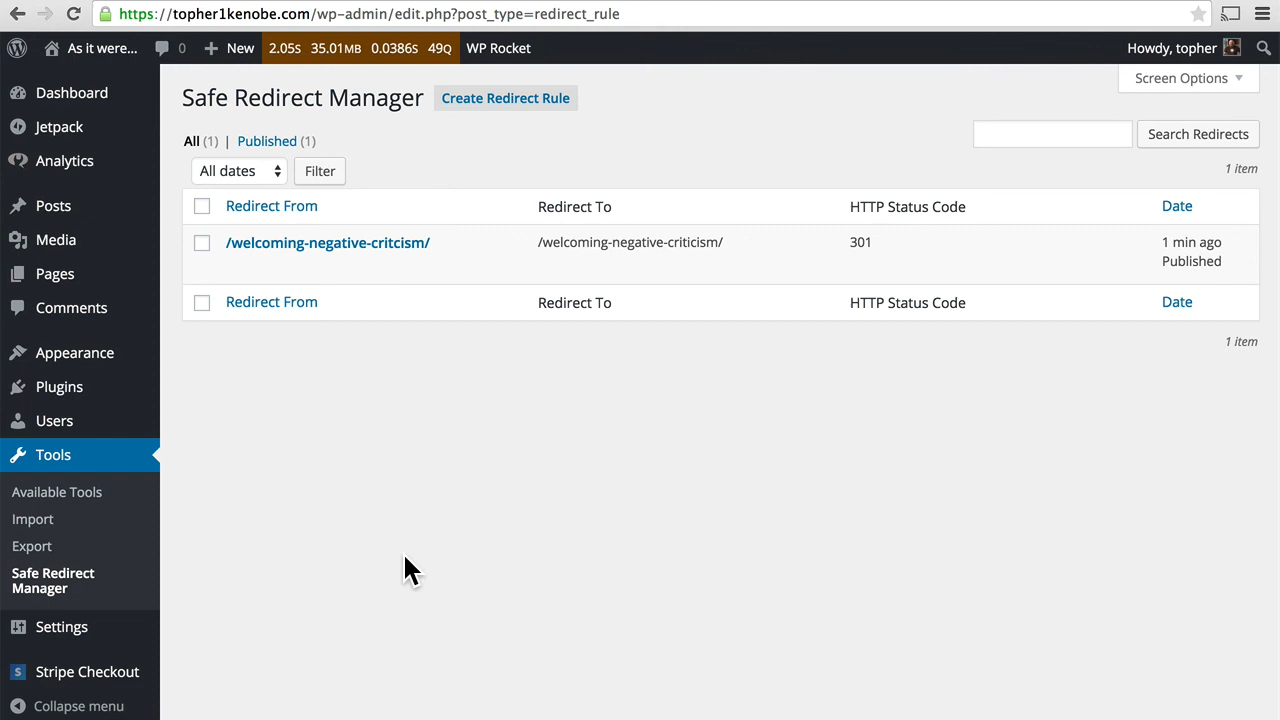 https://topher1kenobe.com/wp-admin/edit.php?post_type=redirect_rule
As it were... 0 New 2.05S 35.01MB 0.0386S 49Q WP Rocket Howdy, topher
Screen Options
Dashboard
Jetpack
Analytics
Posts
Media
Pages
Comments
Appearance
Plugins
Users
Tools
Available Tools
Import
Export
Safe Redirect
Manager
Settings
S Stripe Checkout
Collapse menu
Safe Redirect Manager Create Redirect Rule
All (1) | Published (1)
Search Redirects
All dates Filter
1 item
Redirect From Redirect To HTTP Status Code Date
/welcoming-negative-critcism/ /welcoming-negative-criticism/ 301 1 min ago
Published
Redirect From Redirect To HTTP Status Code Date
1 item